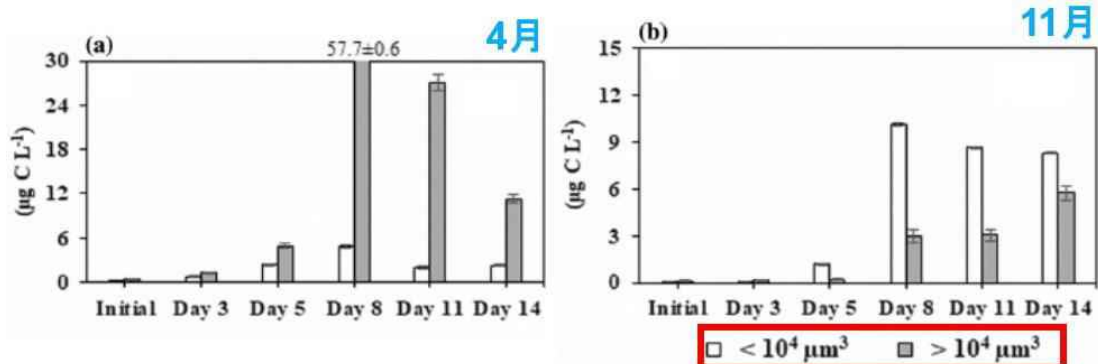 (a)
4月
57.7±0.6
30
24
18
12
6
0
(µg C L⁻¹)
Initial Day 3 Day 5 Day 8 Day 11 Day 14
(b)
11月
15
12
9
6
3
0
(µg C L⁻¹)
Initial Day 3 Day 5 Day 8 Day 11 Day 14
< 10⁴ µm³ > 10⁴ µm³